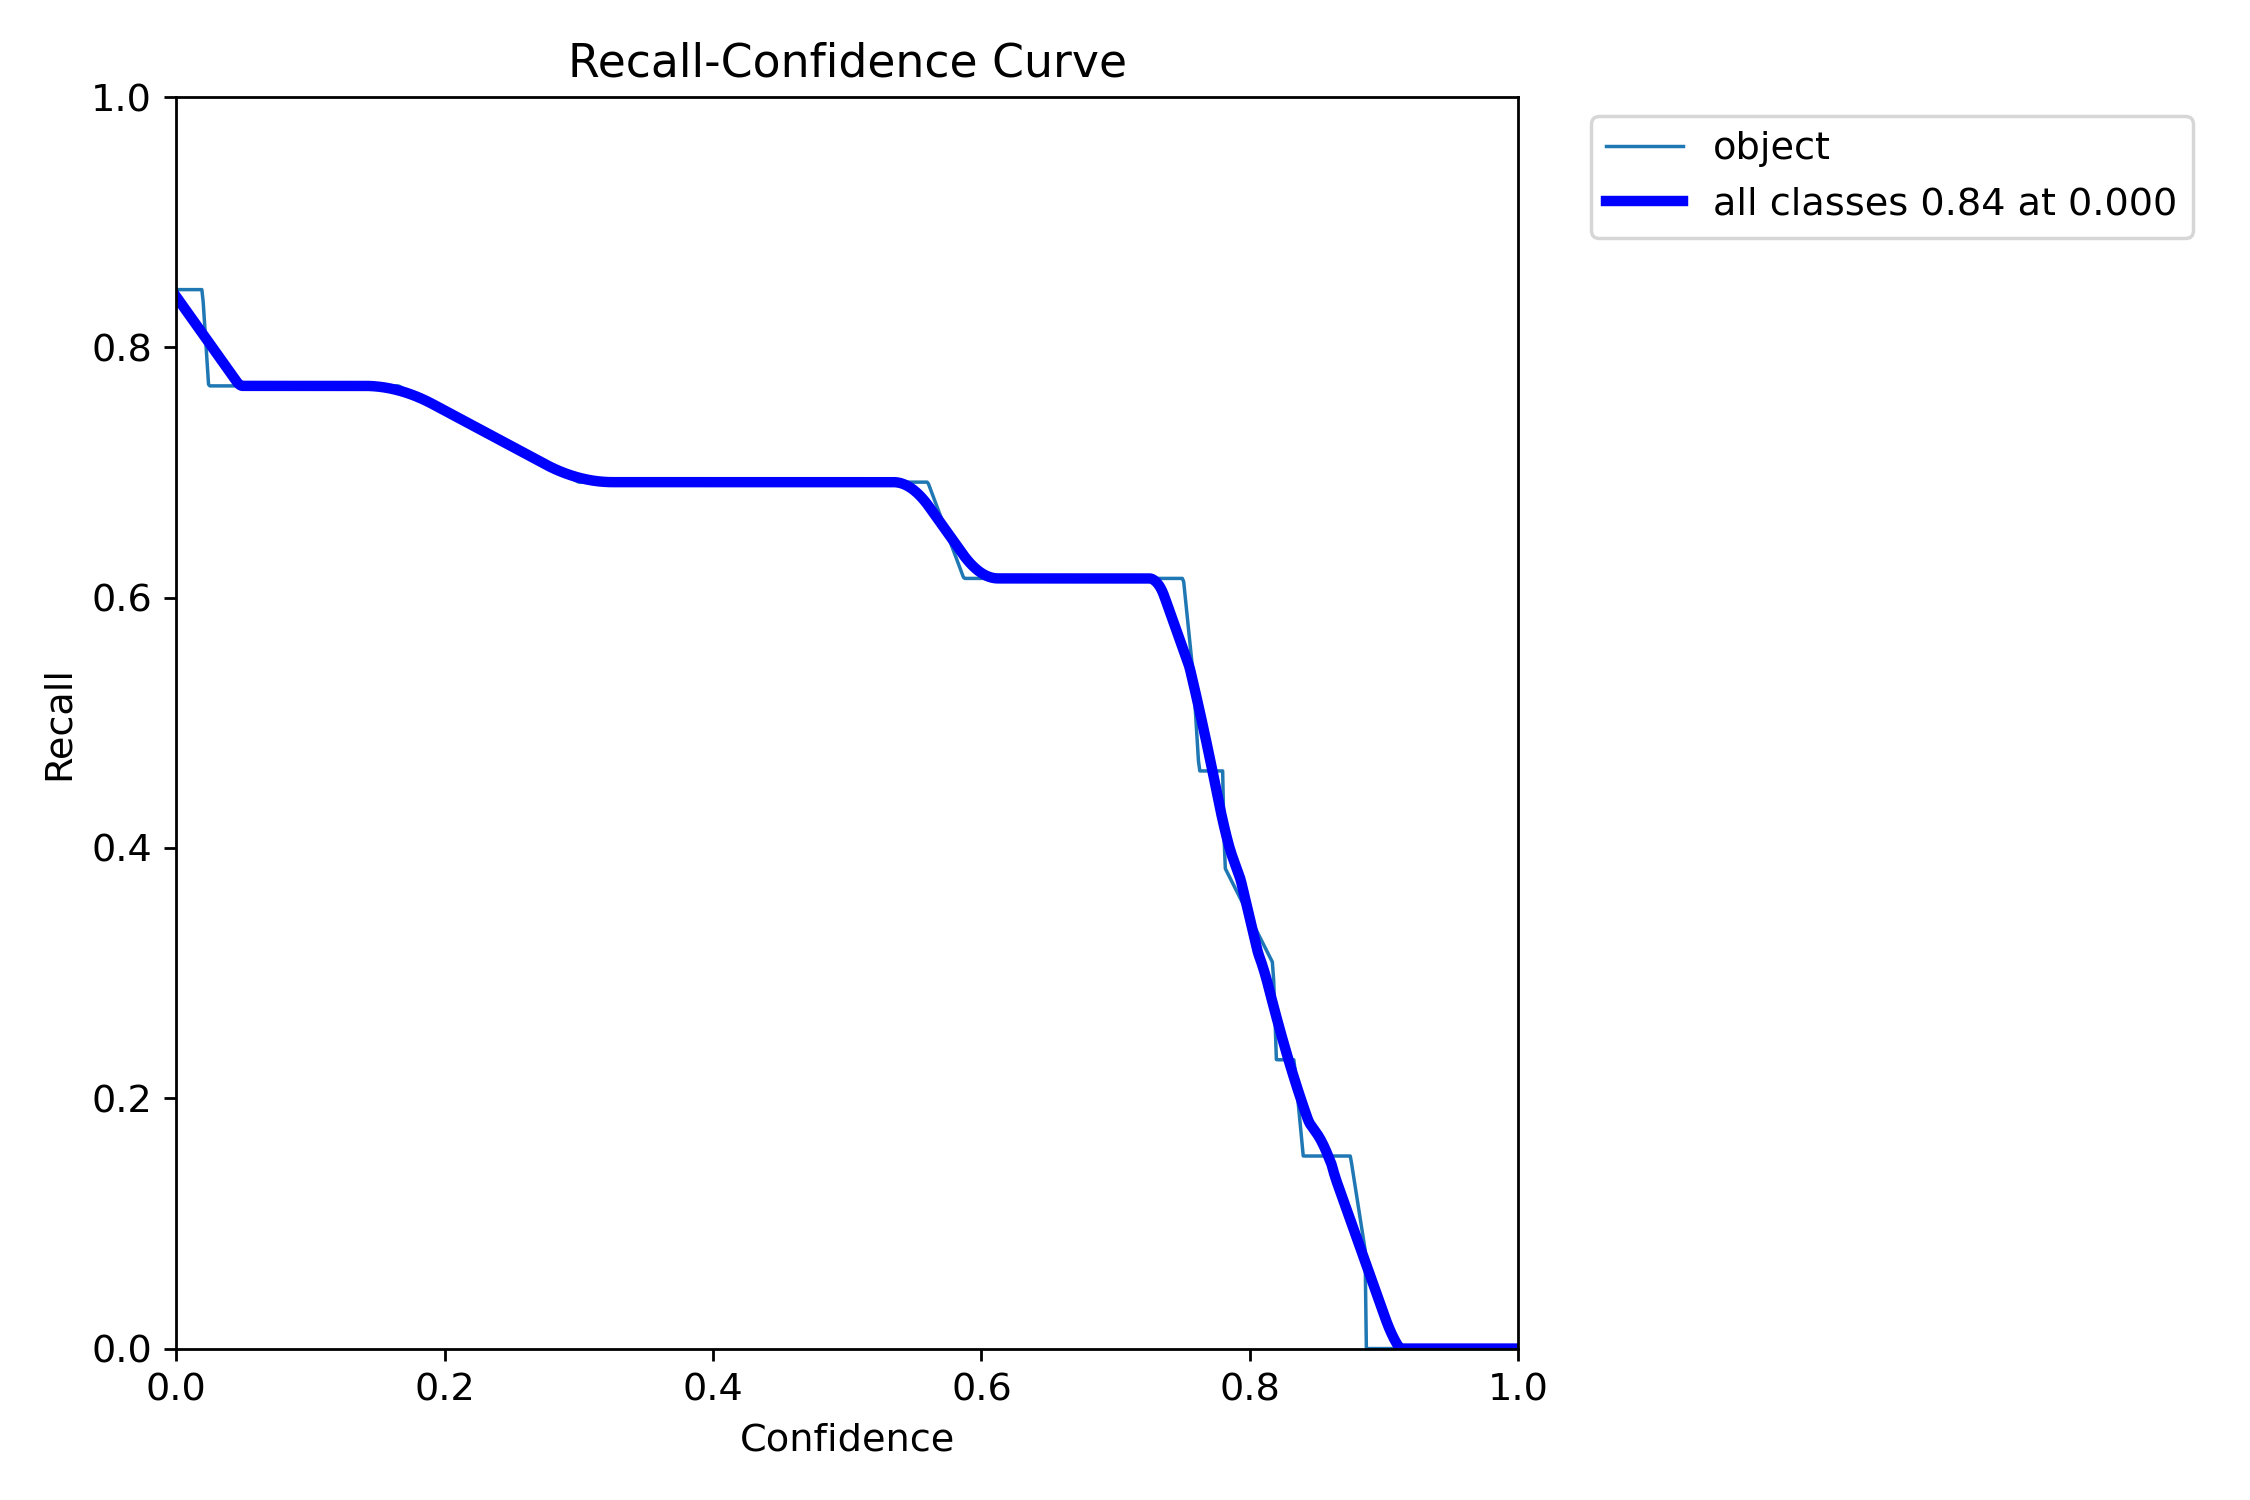 Recall-Confidence Curve
1.0
0.8
0.6
0.4
0.2
0.0
Recall
0.0 0.2 0.4 0.6 0.8 1.0
Confidence
object
all classes 0.84 at 0.000